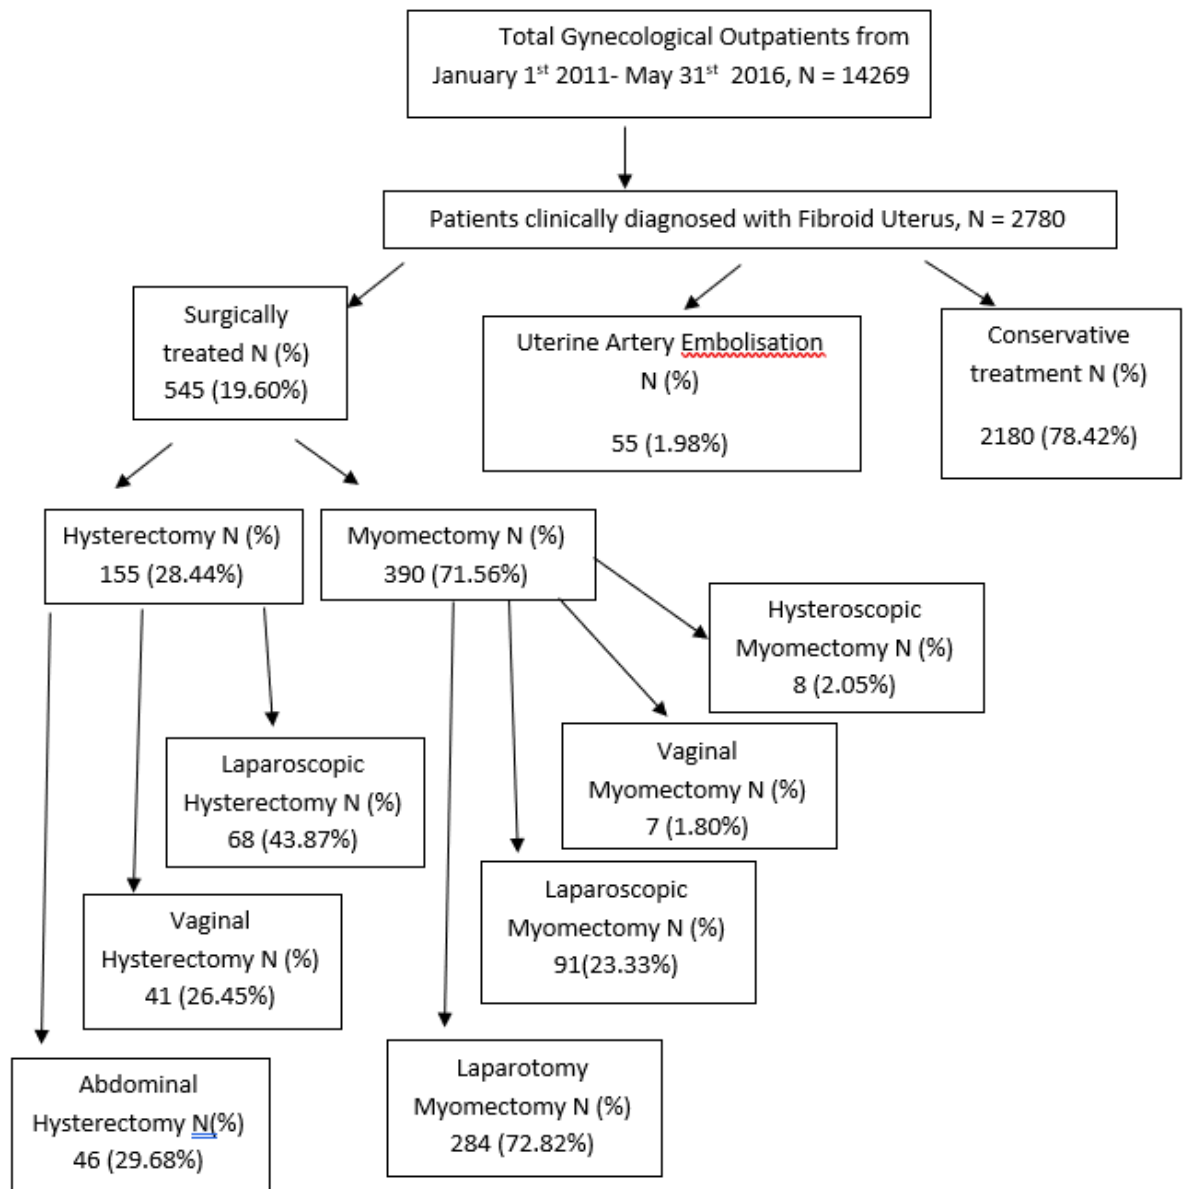 Total Gynecological Outpatients from
January 1st 2011- May 31st 2016, N = 14269
Patients clinically diagnosed with Fibroid Uterus, N = 2780
Surgically
treated N (%)
545 (19.60%)
Uterine Artery Embolisation
N (%)
55 (1.98%)
Conservative
treatment N (%)
2180 (78.42%)
Hysterectomy N (%)
155 (28.44%)
Myomectomy N (%)
390 (71.56%)
Hysteroscopic
Myomectomy N (%)
8 (2.05%)
Laparoscopic
Hysterectomy N (%)
68 (43.87%)
Vaginal
Myomectomy N (%)
7 (1.80%)
Vaginal
Hysterectomy N (%)
41 (26.45%)
Laparoscopic
Myomectomy N (%)
91(23.33%)
Abdominal
Hysterectomy N(%)
46 (29.68%)
Laparotomy
Myomectomy N (%)
284 (72.82%)